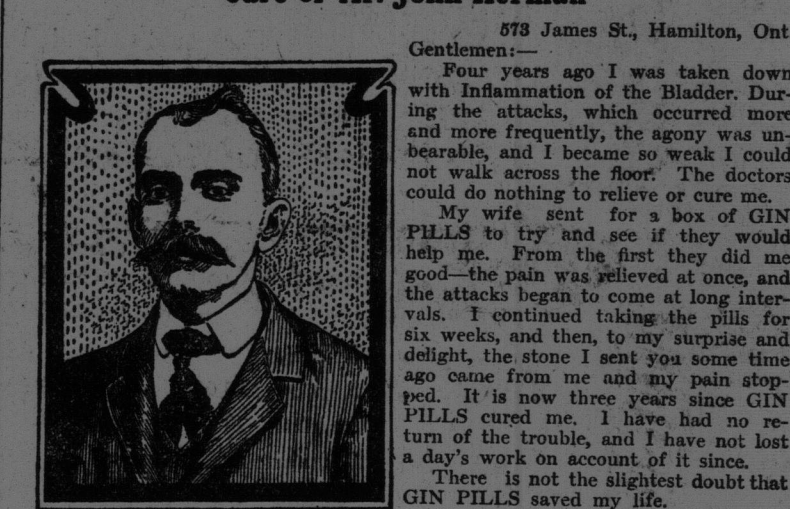 573 James St., Hamilton, Ont
Gentlemen:—
Four years ago I was taken down
with Inflammation of the Bladder. Dur-
ing the attacks, which occurred more
and more frequently, the agony was un-
bearable, and I became so weak I could
not walk across the floor. The doctors
could do nothing to relieve or cure me.
My wife sent for a box of GIN
PILLS to try and see if they would
help me. From the first they did me
good—the pain was relieved at once, and
the attacks began to come at long inter-
vals. I continued taking the pills for
six weeks, and then, to my surprise and
delight, the stone I sent you some time
ago came from me and my pain stop-
ped. It is now three years since GIN
PILLS cured me. I have had no re-
turn of the trouble, and I have not lost
a day's work on account of it since.
There is not the slightest doubt that
GIN PILLS saved my life.